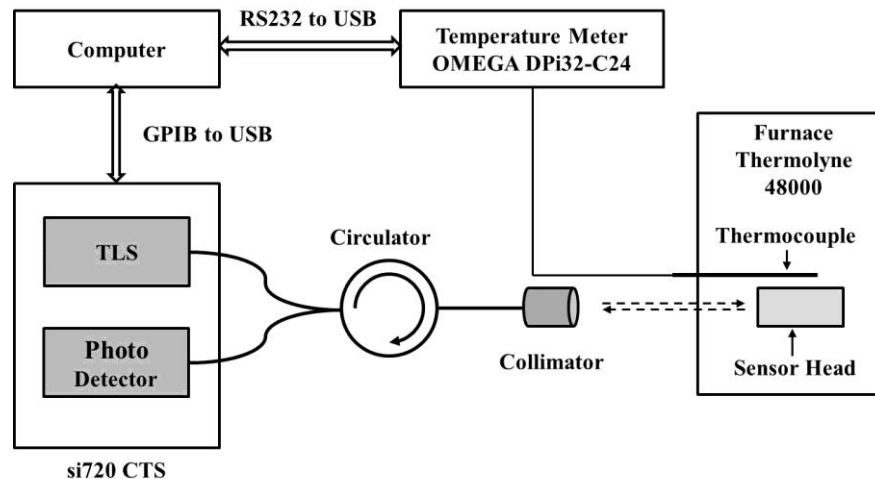 RS232 to USB
Computer
Temperature Meter
OMEGA DPi32-C24
GPIB to USB
Furnace
Thermolyne
48000
TLS
Circulator
Thermocouple
Photo
Detector
Collimator
Sensor Head
si720 CTS